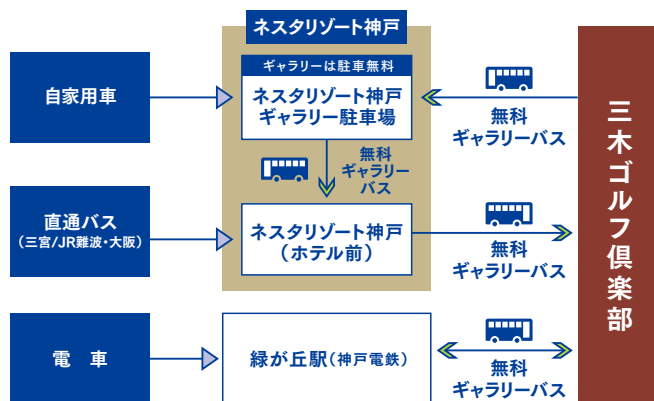 ネスタリゾート神戸
自家用車
ギャラリーは駐車無料
ネスタリゾート神戸
ギャラリー駐車場
無料
ギャラリーバス
無料
ギャラリー
バス
直通バス
（三宮/JR難波・大阪）
ネスタリゾート神戸
（ホテル前）
無料
ギャラリーバス
電　車
緑が丘駅（神戸電鉄）
無料
ギャラリーバス
三木ゴルフ倶楽部